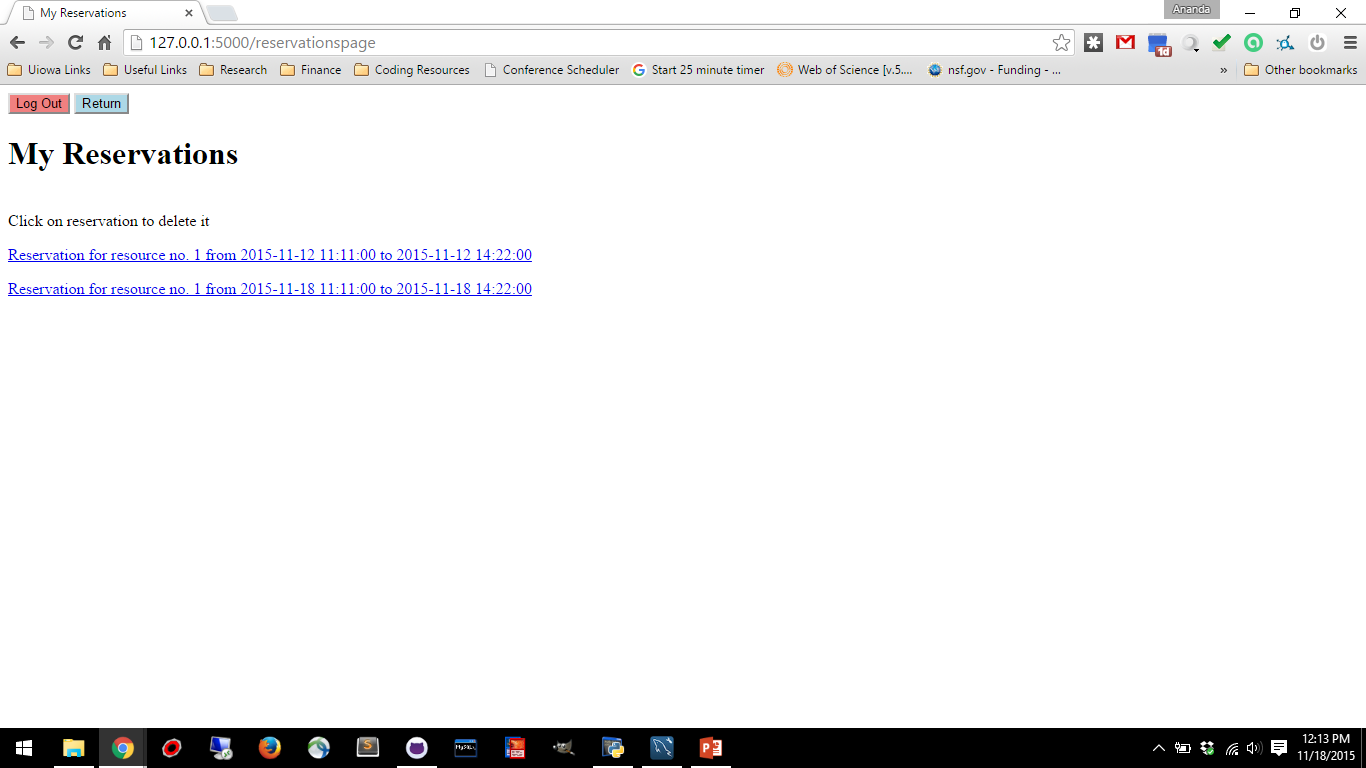 My Reservations
Ananda
127.0.0.1:5000/reservationspage
1d
Uiowa Links Useful Links Research Finance Coding Resources Conference Scheduler Start 25 minute timer Web of Science [v.5.... nsf.gov - Funding - ... » Other bookmarks
Log Out Return
My Reservations
Click on reservation to delete it
Reservation for resource no. 1 from 2015-11-12 11:11:00 to 2015-11-12 14:22:00
Reservation for resource no. 1 from 2015-11-18 11:11:00 to 2015-11-18 14:22:00
12:13 PM
11/18/2015